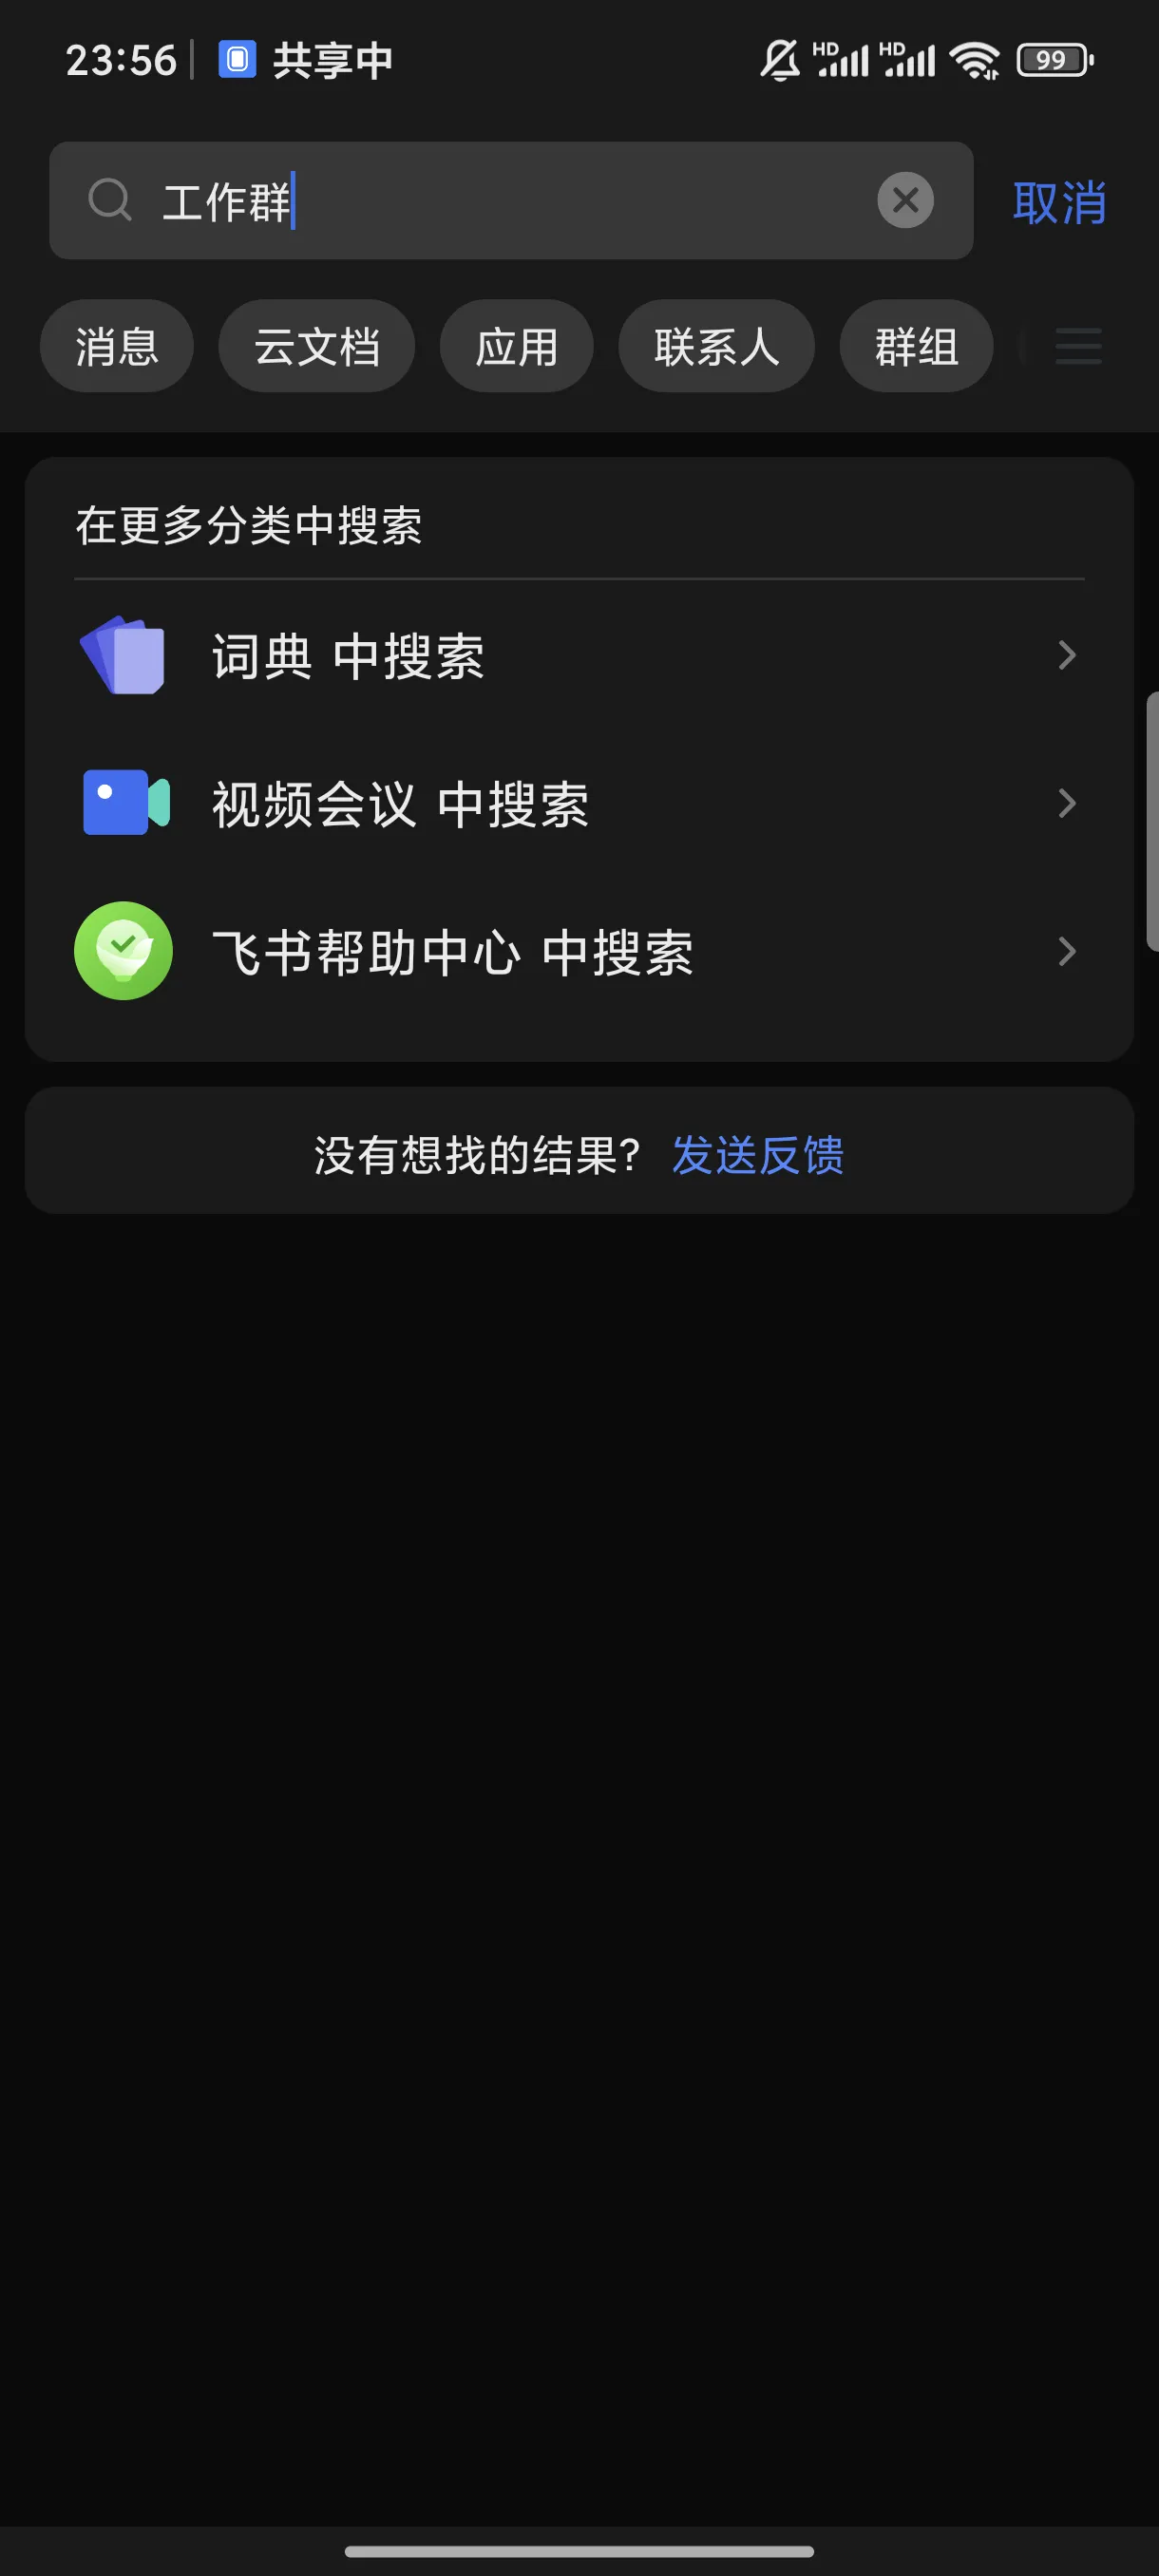 23:56 共享中 HD HD 99
工作群 取消
消息 云文档 应用 联系人 群组
在更多分类中搜索
词典 中搜索
视频会议 中搜索
飞书帮助中心 中搜索
没有想找的结果? 发送反馈